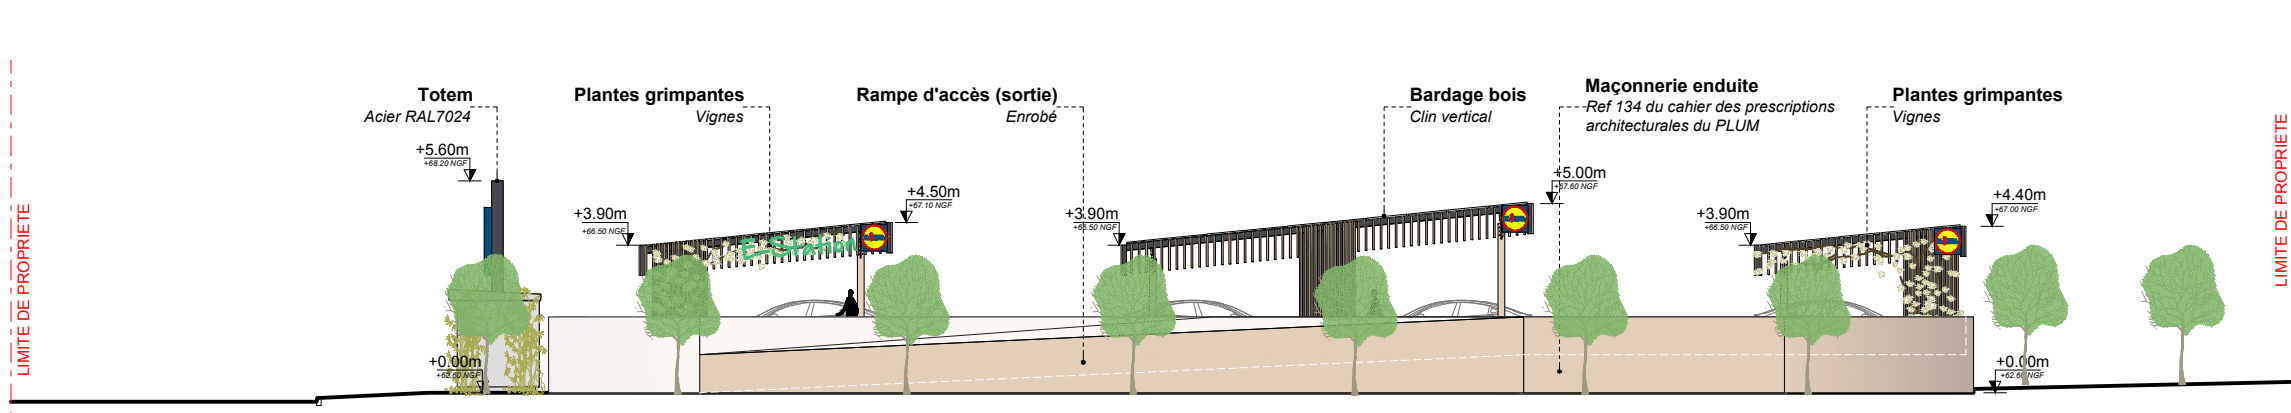 Totem
Acier RAL7024
Plantes grimpantes
Vignes
Rampe d'accès (sortie)
Enrobé
Bardage bois
Clin vertical
Maçonnerie enduite
Ref 134 du cahier des prescriptions
architecturales du PLUM
Plantes grimpantes
Vignes
+5.60m
+68.20 NGF
+3.90m
+66.50 NGF
+4.50m
+67.10 NGF
+3.90m
+66.50 NGF
+5.00m
+67.60 NGF
+3.90m
+66.50 NGF
+4.40m
+67.00 NGF
E-Station
+0.00m
+62.60 NGF
+0.00m
+62.60 NGF
LIMITE DE PROPRIETE
LIMITE DE PROPRIETE